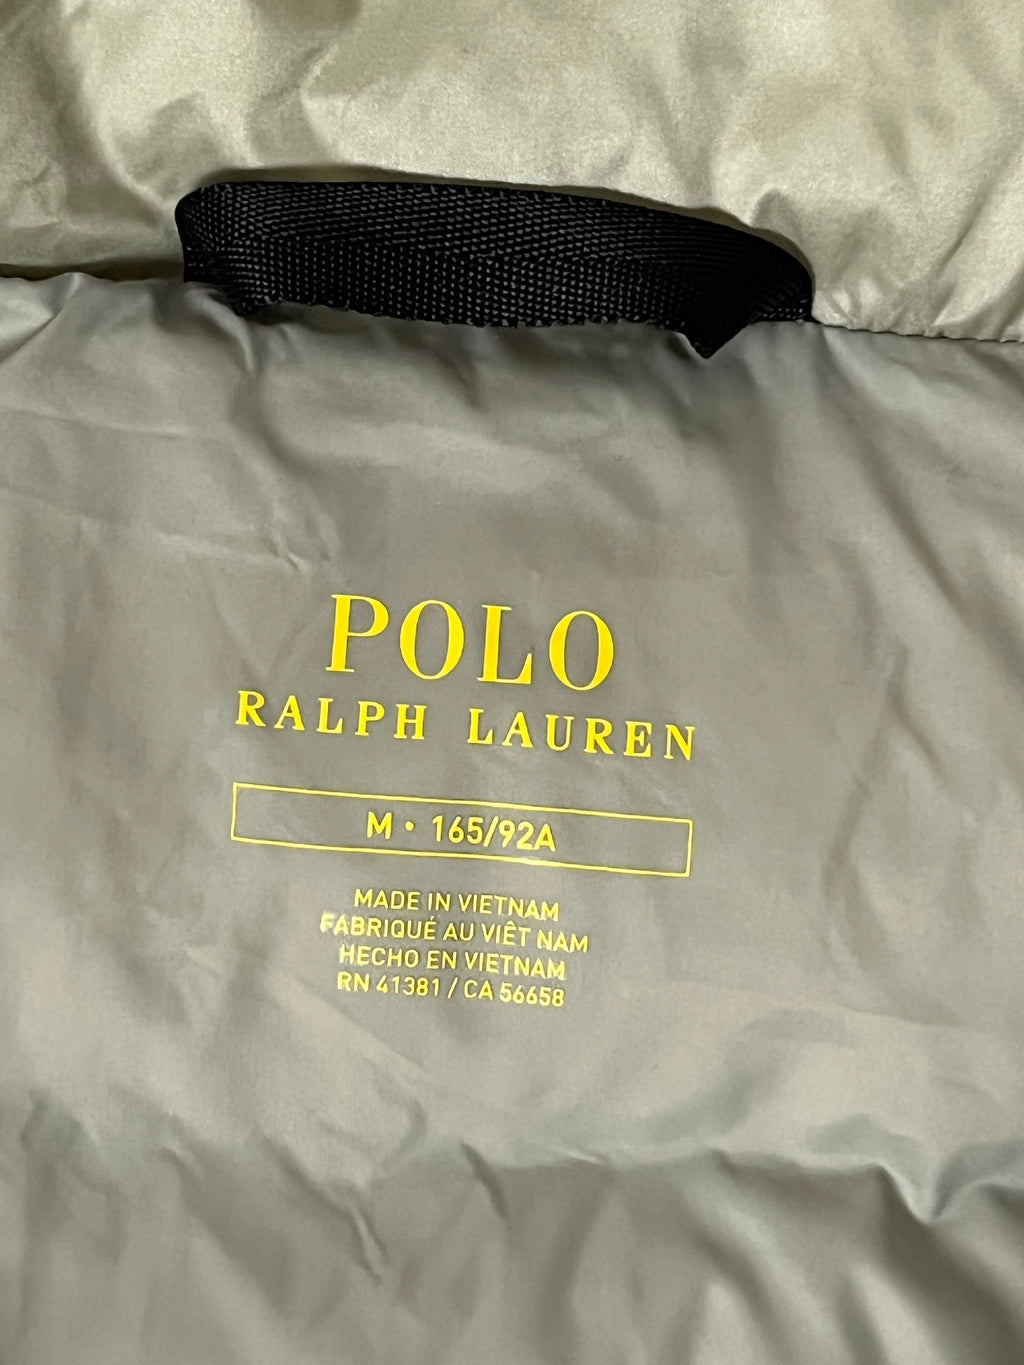 POLO
RALPH LAUREN
M • 165/92A
MADE IN VIETNAM
FABRIQUÉ AU VIÊT NAM
HECHO EN VIETNAM
RN 41381 / CA 56658